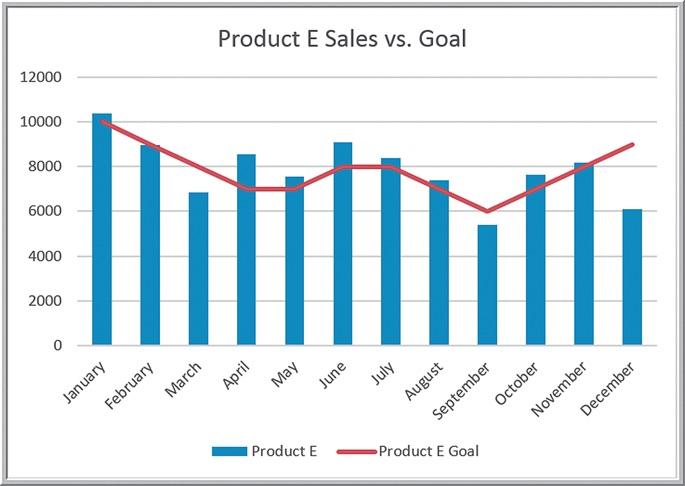 Product E Sales vs. Goal
12000
10000
8000
6000
4000
2000
0
January
February
March
April
May
June
July
August
September
October
November
December
Product E
Product E Goal